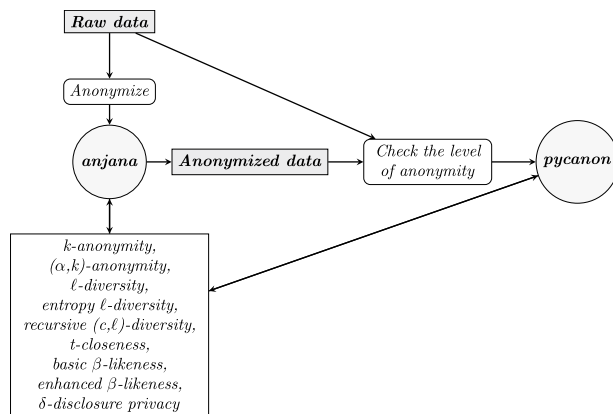 Raw data
Anonymize
anjana
Anonymized data
Check the level
of anonymity
pycanon
k-anonymity,
(α,k)-anonymity,
ℓ-diversity,
entropy ℓ-diversity,
recursive (c,ℓ)-diversity,
t-closeness,
basic β-likeness,
enhanced β-likeness,
δ-disclosure privacy